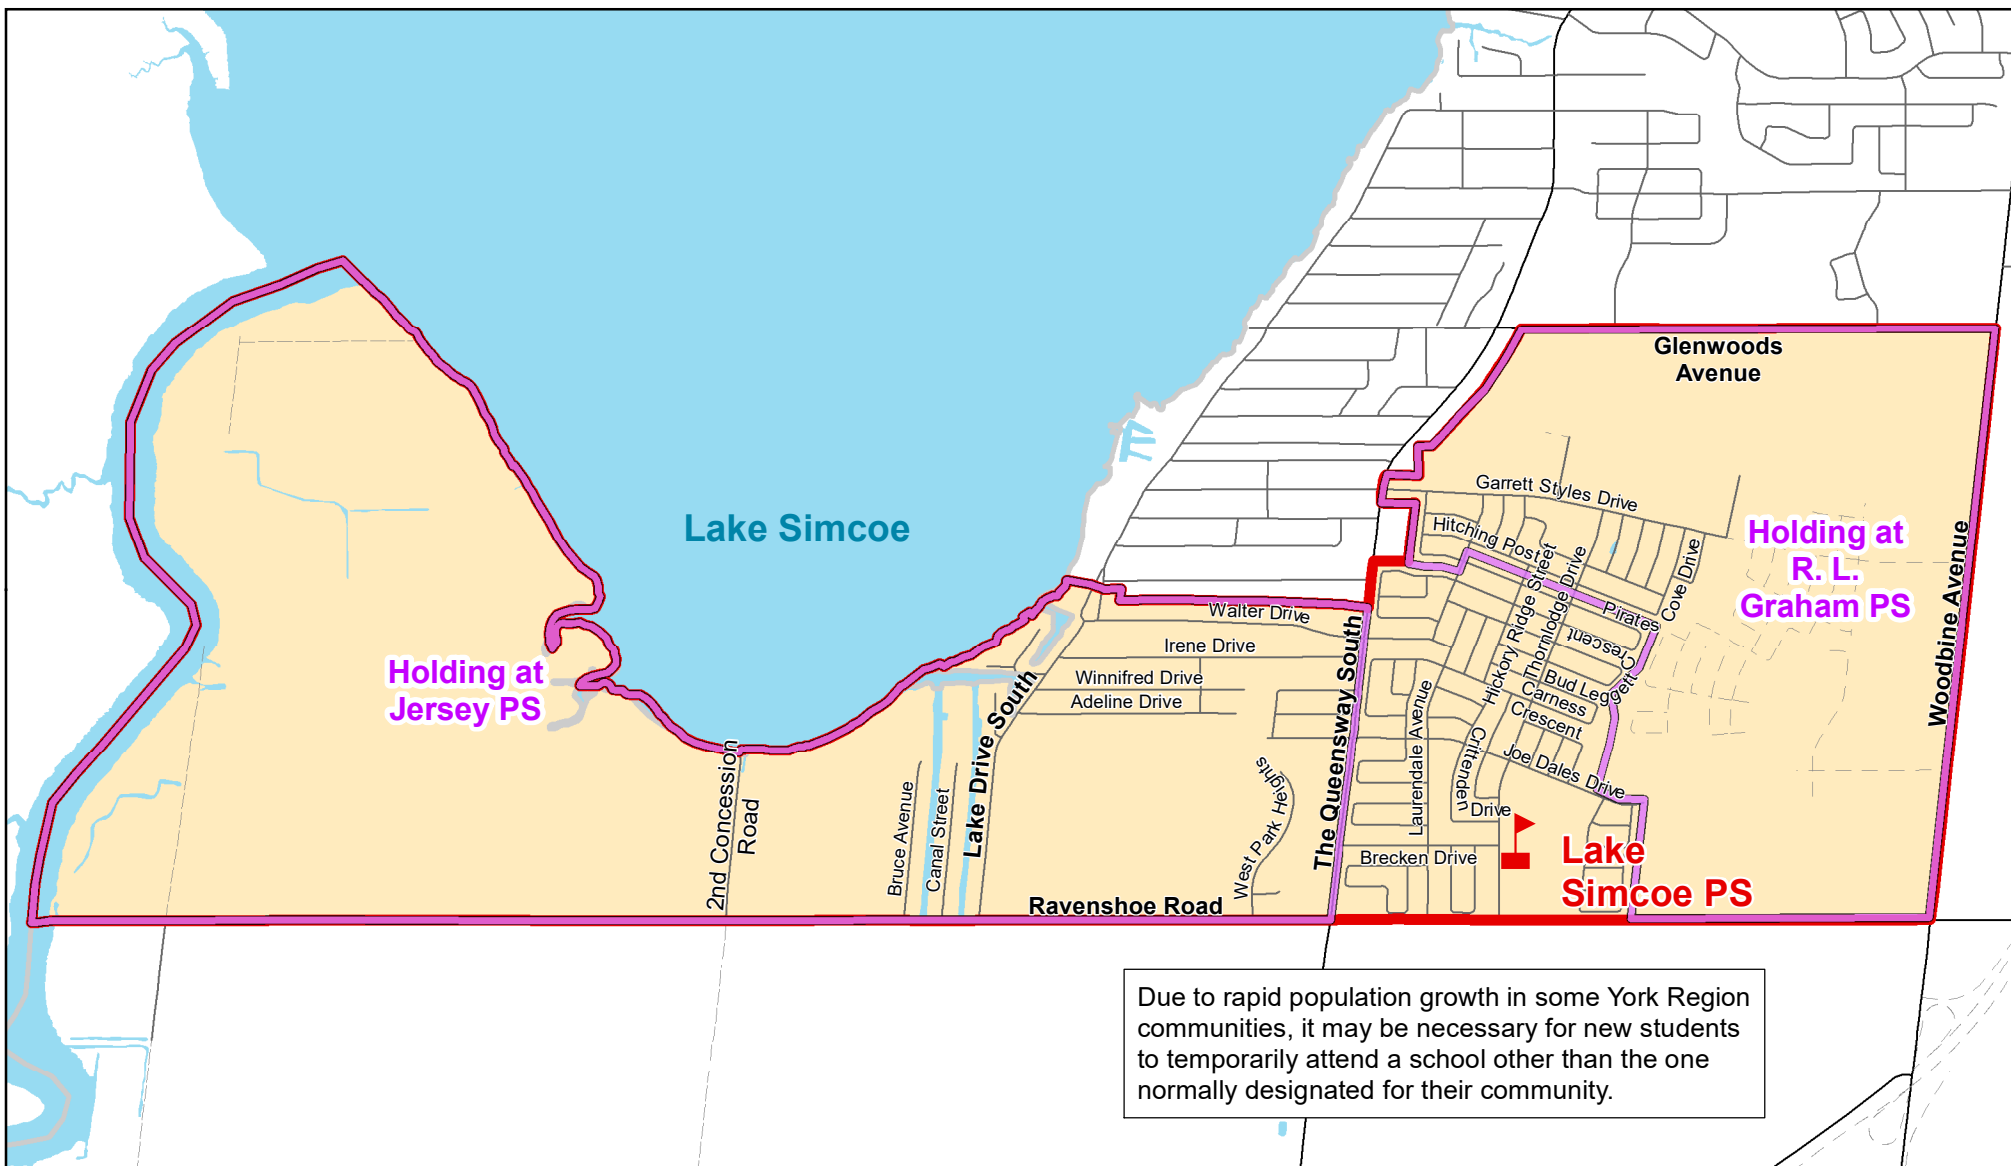 Glenwoods
Avenue
Garrett Styles Drive
Hitching Post
Lake Simcoe
Holding at
R. L.
Graham PS
Hickory Ridge Street
Thornlodge Drive
Cove Drive
Pirates
Crescent
Woodbine Avenue
Walter Drive
Irene Drive
Winnifred Drive
Adeline Drive
Holding at
Jersey PS
The Queensway South
Lake Drive South
Laurendale Avenue
Bud Leggett
Carness
Crescent
Crittenden
Drive
Joe Dales Drive
2nd Concession
Road
Bruce Avenue
Canal Street
West Park Heights
Brecken Drive
Lake
Simcoe PS
Ravenshoe Road
Due to rapid population growth in some York Region
communities, it may be necessary for new students
to temporarily attend a school other than the one
normally designated for their community.